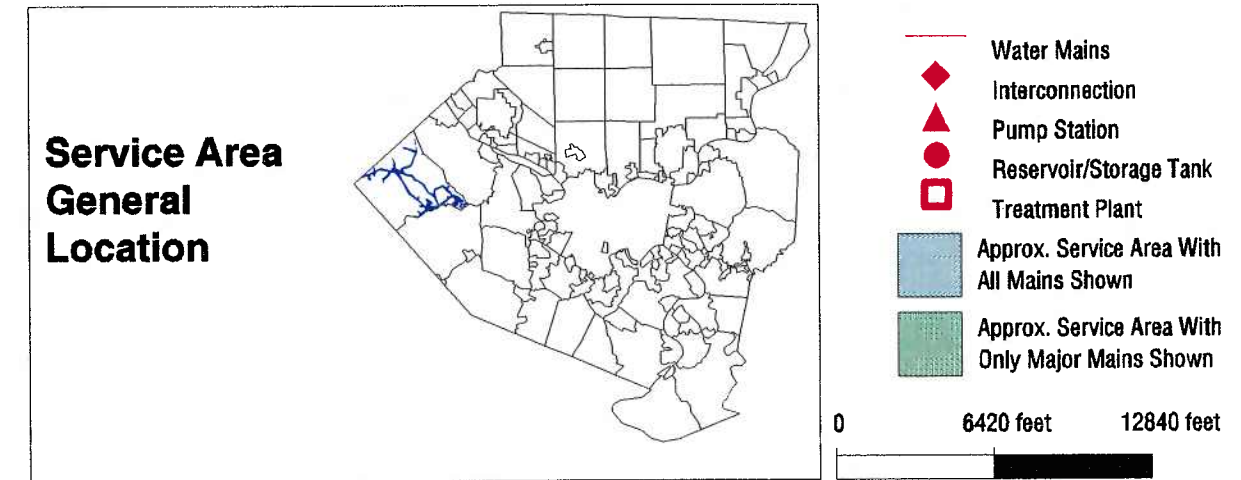 Service Area
General
Location
Water Mains
Interconnection
Pump Station
Reservoir/Storage Tank
Treatment Plant
Approx. Service Area With
All Mains Shown
Approx. Service Area With
Only Major Mains Shown
0 6420 feet 12840 feet